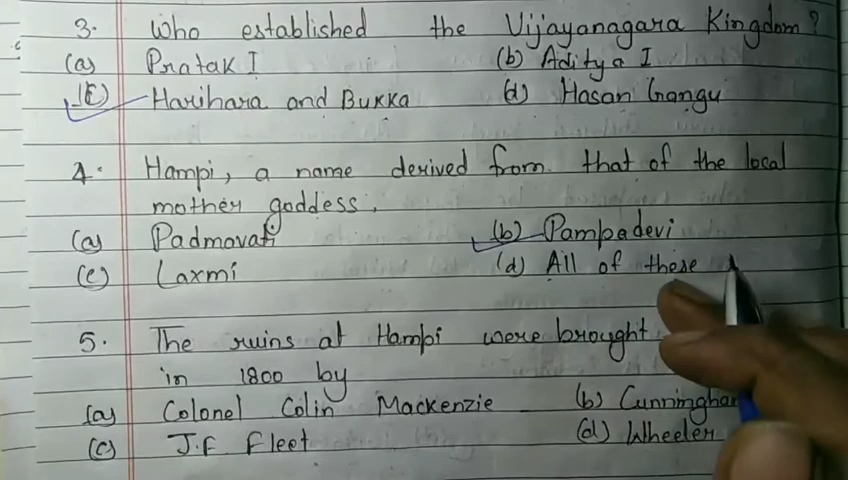 3. Who established the Vijayanagara Kingdom?
(a) Pratak I (b) Aditya I
(c) Harihara and Bukka (d) Hasan Gangu
4. Hampi, a name derived from that of the local
mother goddess.
(a) Padmavati (b) Pampadevi
(c) Laxmi (d) All of these
5. The ruins at Hampi were brought
in 1800 by
(a) Colonel Colin Mackenzie (b) Cunningham
(c) J.F Fleet (d) Wheeler